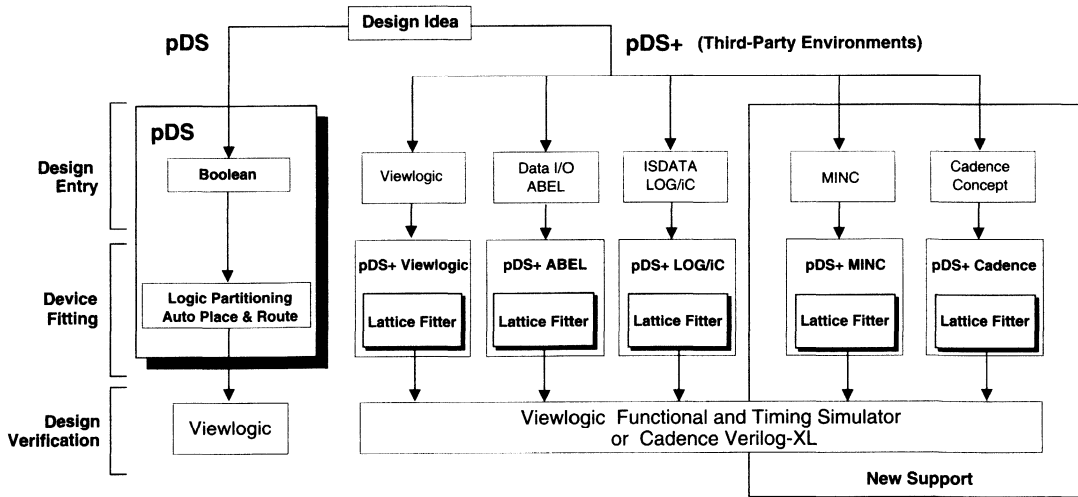 Design Idea
pDS
pDS+ (Third-Party Environments)
pDS
Design
Entry
Boolean
Viewlogic
Data I/O
ABEL
ISDATA
LOG/iC
MINC
Cadence
Concept
Device
Fitting
Logic Partitioning
Auto Place & Route
pDS+ Viewlogic
Lattice Fitter
pDS+ ABEL
Lattice Fitter
pDS+ LOG/iC
Lattice Fitter
pDS+ MINC
Lattice Fitter
pDS+ Cadence
Lattice Fitter
Design
Verification
Viewlogic
Viewlogic Functional and Timing Simulator
or Cadence Verilog-XL
New Support